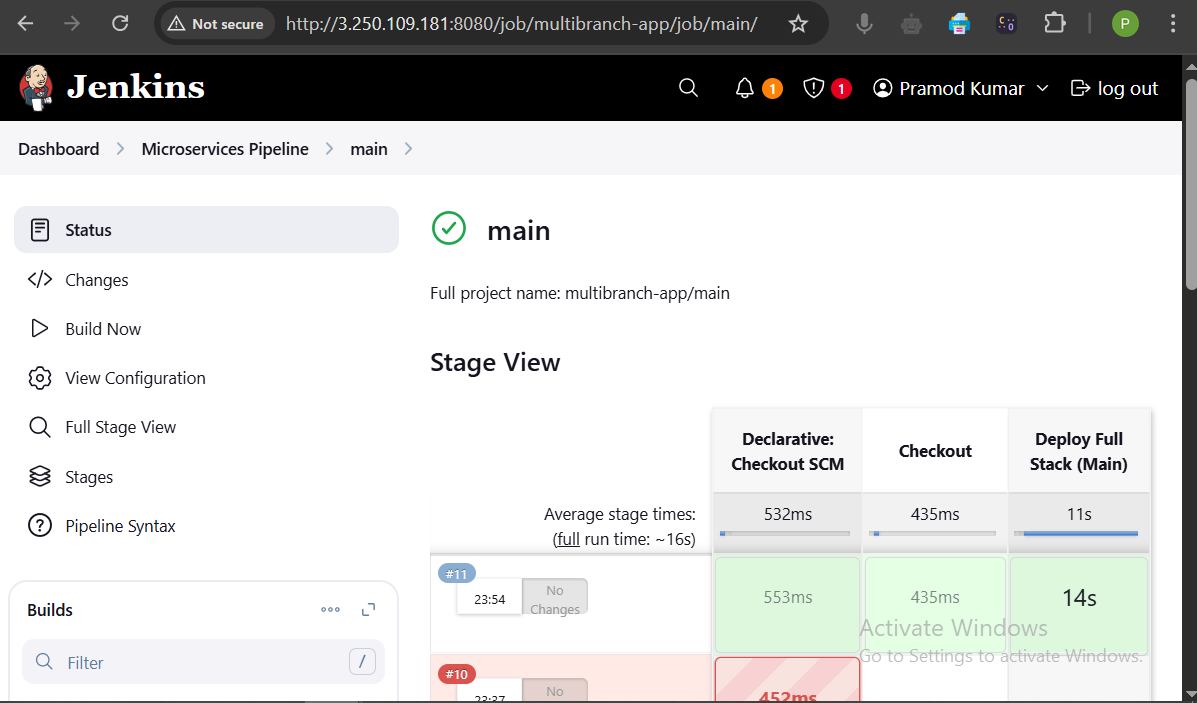 Not secure
http://3.250.109.181:8080/job/multibranch-app/job/main/
P
Jenkins
1
1
Pramod Kumar
log out
Dashboard
Microservices Pipeline
main
Status
Changes
Build Now
View Configuration
Full Stage View
Stages
Pipeline Syntax
Builds
Filter
/
main
Full project name: multibranch-app/main
Stage View
Declarative:
Checkout SCM
Checkout
Deploy Full
Stack (Main)
Average stage times:
(full run time: ~16s)
532ms
435ms
11s
#11
23:54
No
Changes
553ms
435ms
14s
#10
23:37
No
452ms
Activate Windows
Go to Settings to activate Windows.